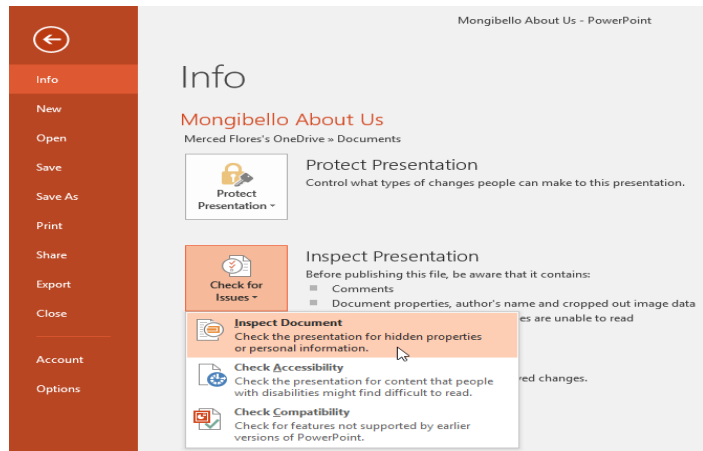 Mongibello About Us - PowerPoint
Info
New
Open
Save
Save As
Print
Share
Export
Close
Account
Options
Info
Mongibello About Us
Merced Flores's OneDrive » Documents
Protect
Presentation
Protect Presentation
Control what types of changes people can make to this presentation.
Check for
Issues
Inspect Presentation
Before publishing this file, be aware that it contains:
Comments
Document properties, author's name and cropped out image data
es are unable to read
Inspect Document
Check the presentation for hidden properties
or personal information.
Check Accessibility
Check the presentation for content that people
with disabilities might find difficult to read.
ved changes.
Check Compatibility
Check for features not supported by earlier
versions of PowerPoint.